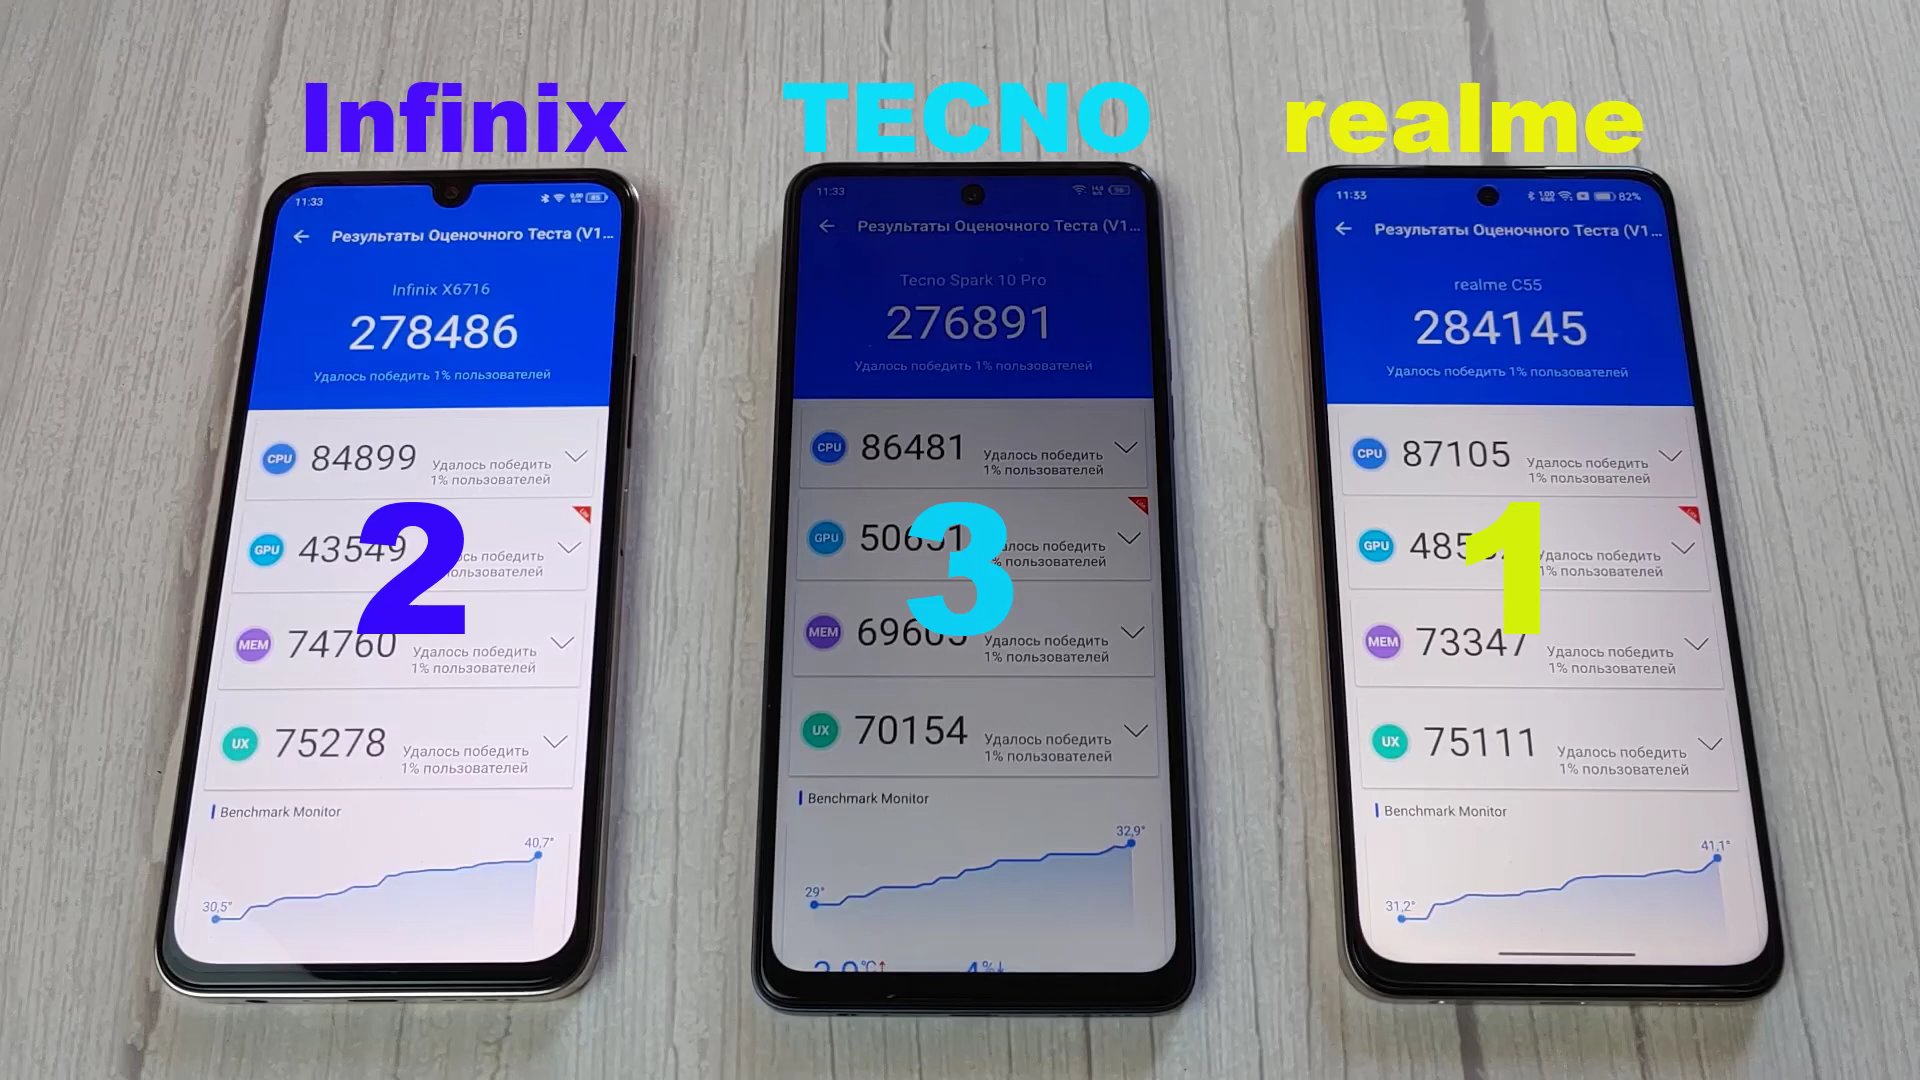 Infinix
TECNO
realme
11:33
85
Результаты Оценочного Теста (V1...
Infinix X6716
278486
Удалось победить 1% пользователей
CPU 84899 Удалось победить
1% пользователей
GPU 43549
MEM 74760 Удалось победить
1% пользователей
UX 75278 Удалось победить
1% пользователей
Benchmark Monitor
30,5°
40,7°
2
11:33
Результаты Оценочного Теста (V1...
Tecno Spark 10 Pro
276891
Удалось победить 1% пользователей
CPU 86481 Удалось победить
1% пользователей
GPU
MEM Удалось победить
1% пользователей
UX 70154 Удалось победить
1% пользователей
Benchmark Monitor
29°
32,9°
3
11:33
82%
Результаты Оценочного Теста (V1...
realme C55
284145
Удалось победить 1% пользователей
CPU 87105 Удалось победить
1% пользователей
GPU Удалось победить
1% пользователей
MEM 73347 Удалось победить
1% пользователей
UX 75111 Удалось победить
1% пользователей
Benchmark Monitor
31,2°
41,1°
1